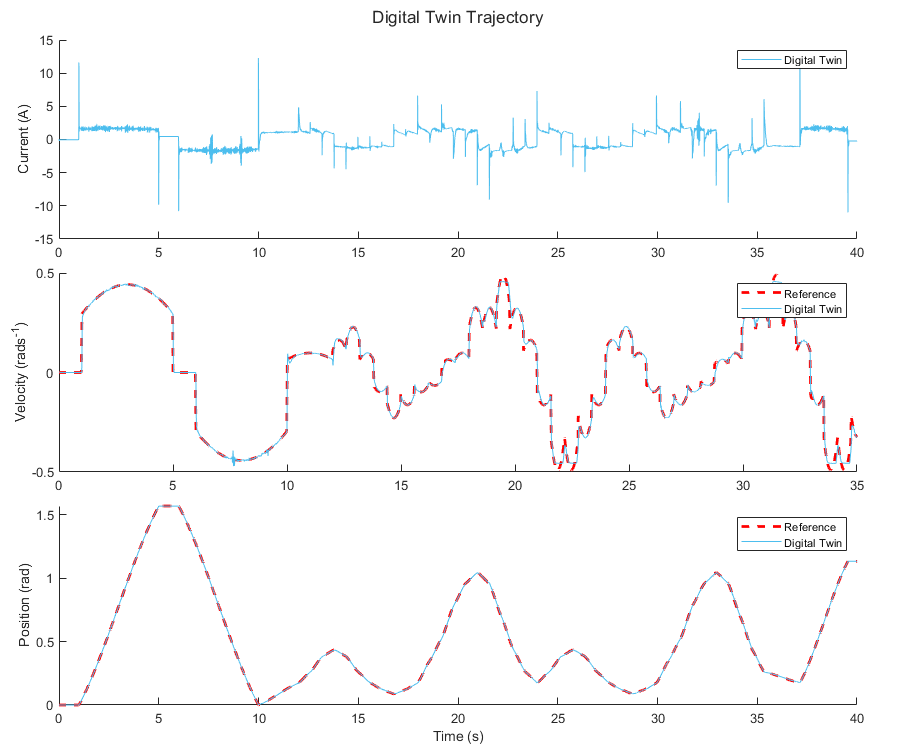 Digital Twin Trajectory
15
10
5
0
-5
-10
-15
Current (A)
Digital Twin
0 5 10 15 20 25 30 35 40
0.5
0
-0.5
Velocity (rads-1)
Reference
Digital Twin
0 5 10 15 20 25 30 35
1.5
1
0.5
0
Position (rad)
Reference
Digital Twin
0 5 10 15 20 25 30 35 40
Time (s)